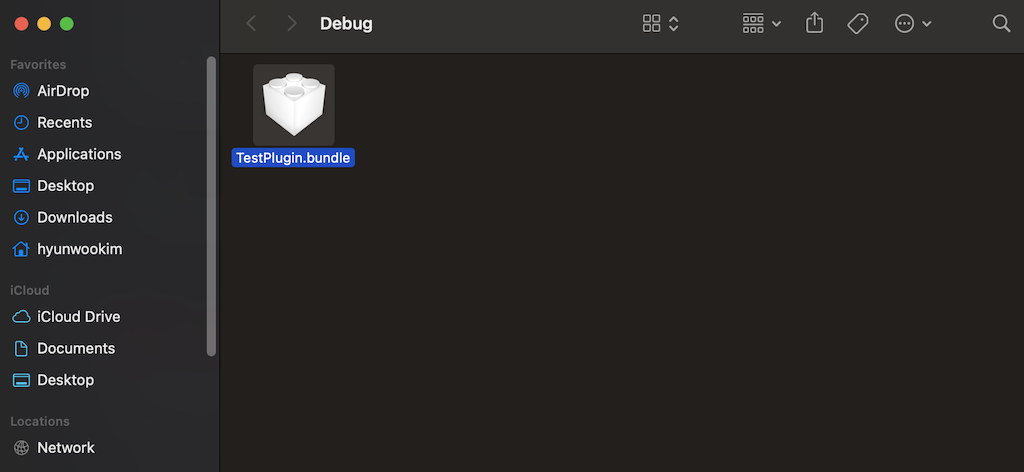 Debug
Favorites
AirDrop
Recents
Applications
Desktop
Downloads
hyunwookim
iCloud
iCloud Drive
Documents
Desktop
Locations
Network
TestPlugin.bundle